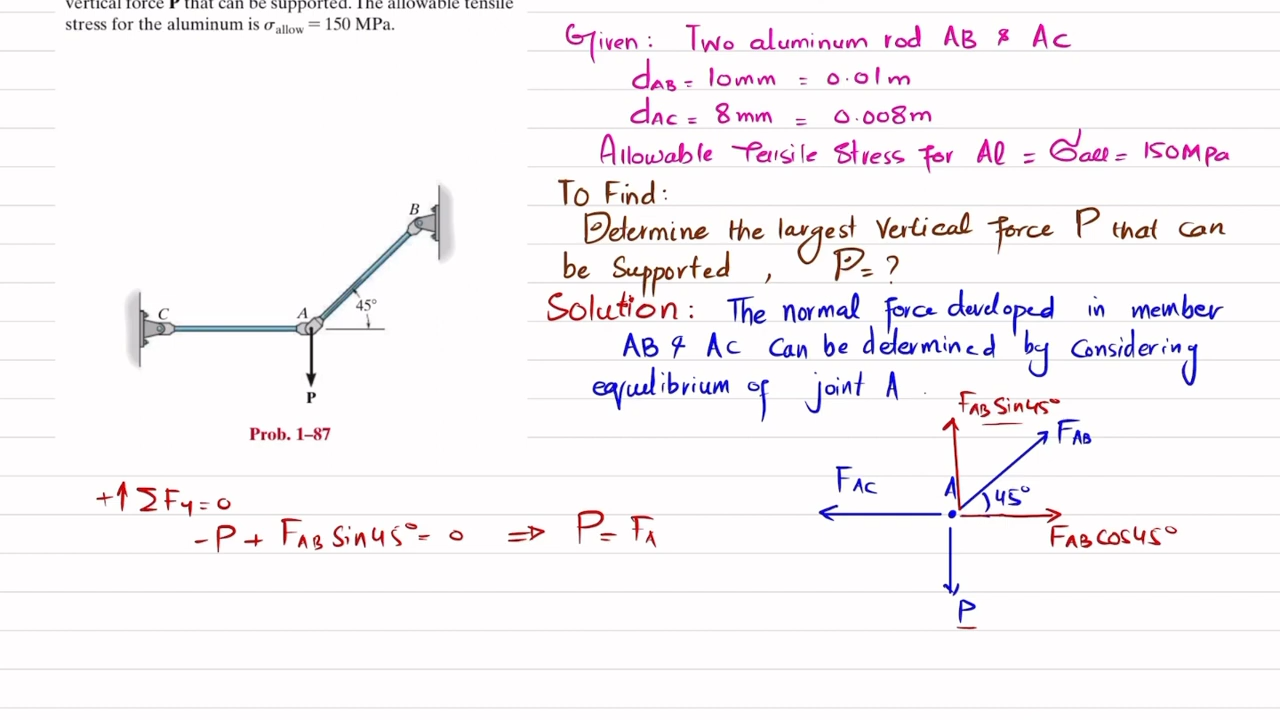 vertical force P that can be supported. The allowable tensile
stress for the aluminum is σallow = 150 MPa.
Given: Two aluminum rod AB & AC
dAB = 10mm = 0.01m
dAC = 8mm = 0.008m
Allowable Tensile Stress for Al = σall = 150MPa
To Find:
Determine the largest vertical force P that can
be Supported, P = ?
Solution: The normal force developed in member
AB & AC can be determined by considering
equilibrium of joint A.
B
C
A
45°
P
Prob. 1–87
FAB Sin45°
FAB
FAC
A
45°
FAB COS45°
P
+↑ ΣFy = 0
-P + FAB Sin45° = 0 ⇒ P = FA